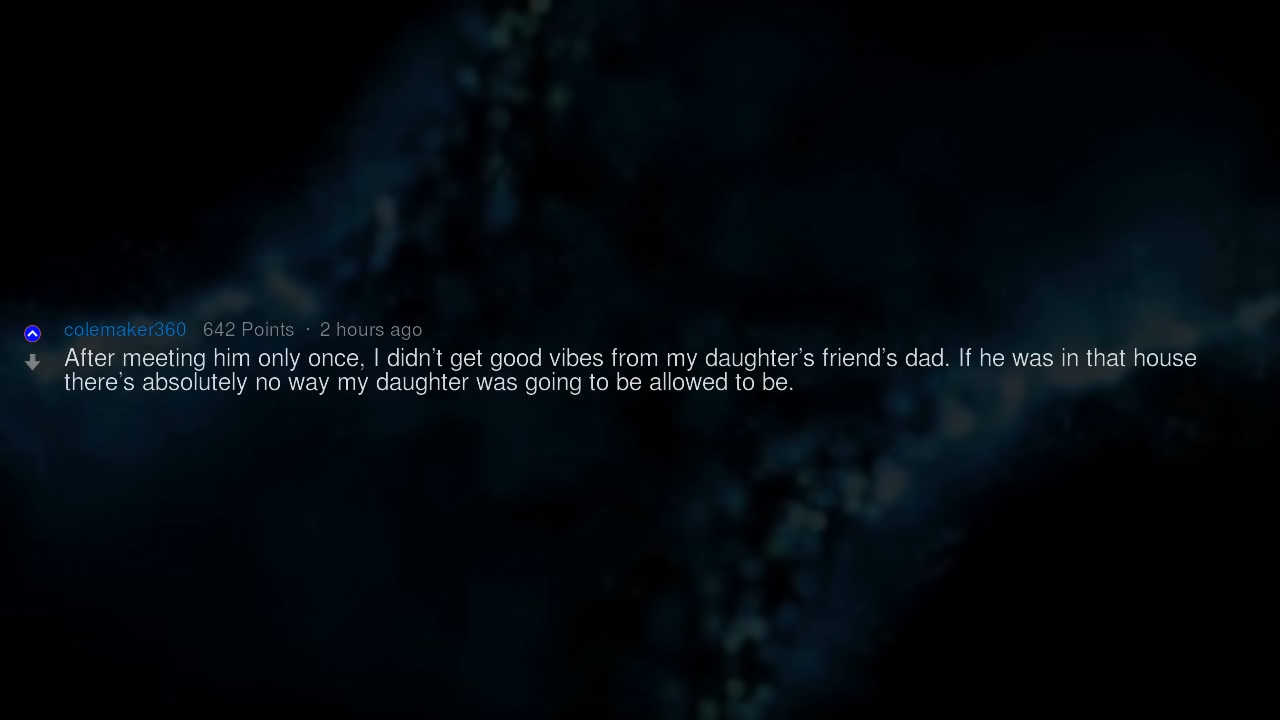 colemaker360 642 Points · 2 hours ago
After meeting him only once, I didn't get good vibes from my daughter's friend's dad. If he was in that house
there's absolutely no way my daughter was going to be allowed to be.